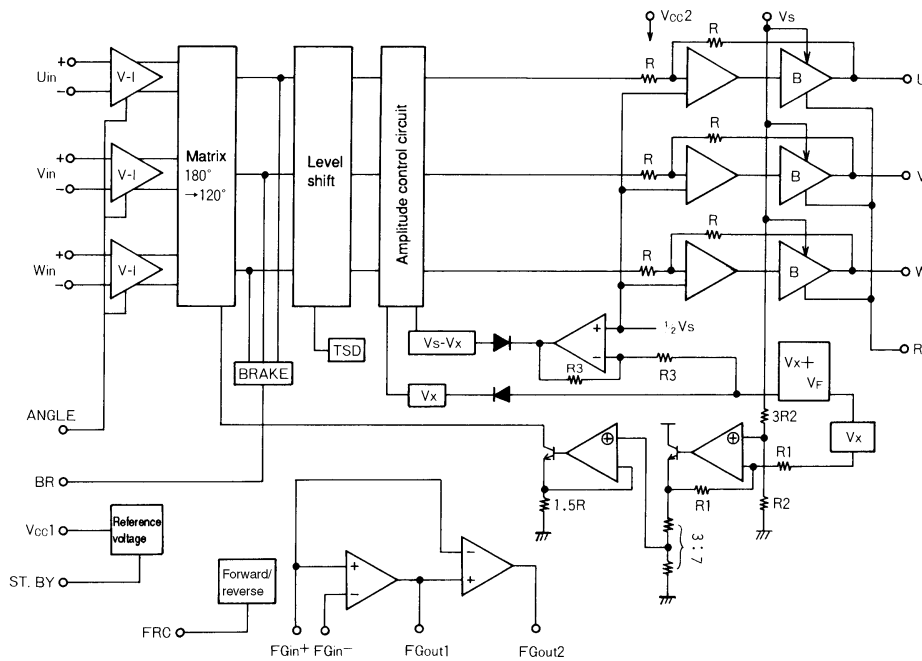 VCC2
VS
R
R
+
Uin
−
V-I
B
U
R
R
Matrix
180°
→120°
Level
shift
Amplitude control circuit
+
Vin
−
V-I
B
V
R
R
+
Win
−
V-I
B
W
VS-VX
+
−
1/2VS
TSD
BRAKE
R3
R3
VX
VX+
VF
R
3R2
VX
ANGLE
⊕
⊕
R1
BR
1.5R
R1
R2
3:7
VCC1
Reference
voltage
ST. BY
Forward/
reverse
FRC
+
−
−
+
FGin+
FGin−
FGout1
FGout2